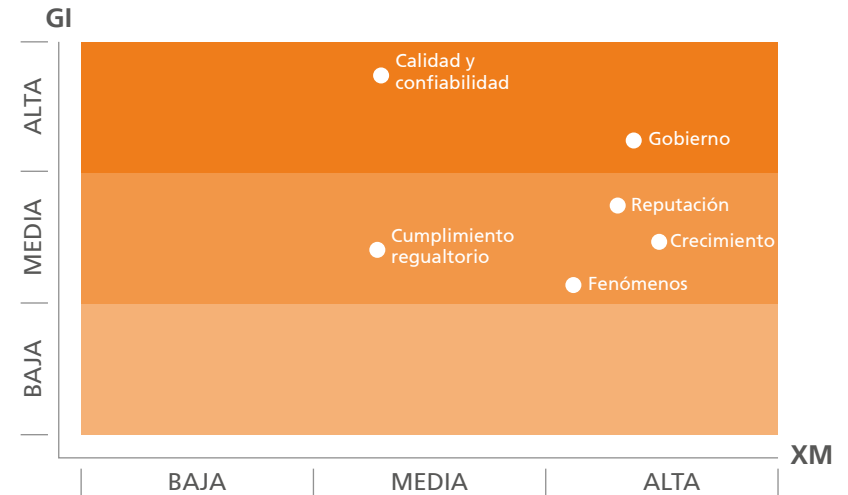 GI
ALTA
MEDIA
BAJA
Calidad y
confiabilidad
Gobierno
Reputación
Cumplimiento
regualtorio
Crecimiento
Fenómenos
XM
BAJA
MEDIA
ALTA